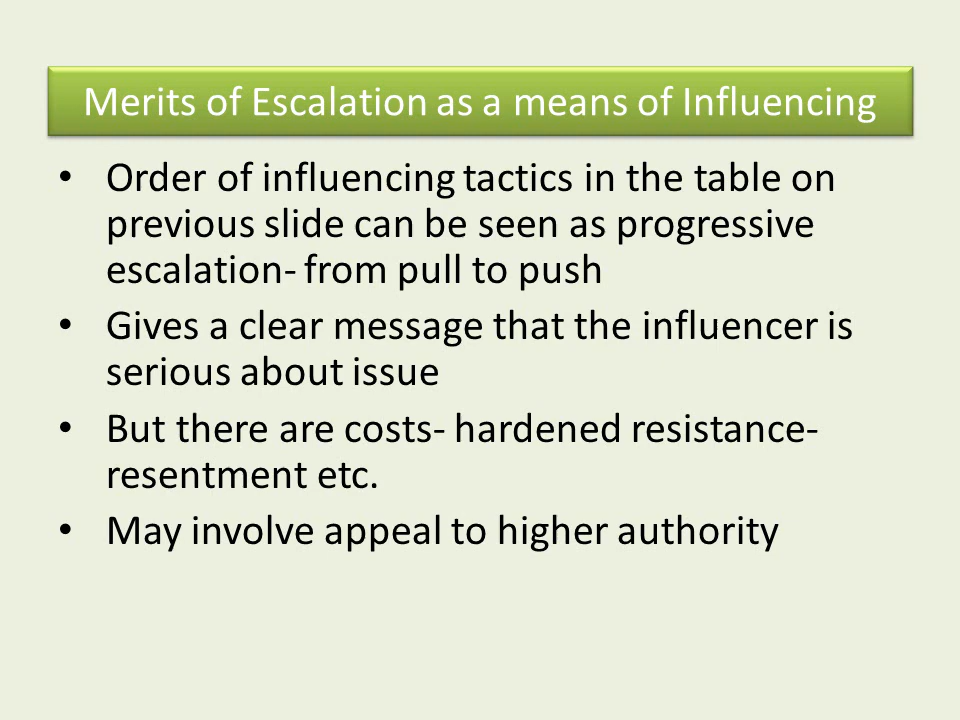 Merits of Escalation as a means of Influencing
• Order of influencing tactics in the table on
previous slide can be seen as progressive
escalation- from pull to push
• Gives a clear message that the influencer is
serious about issue
• But there are costs- hardened resistance-
resentment etc.
• May involve appeal to higher authority